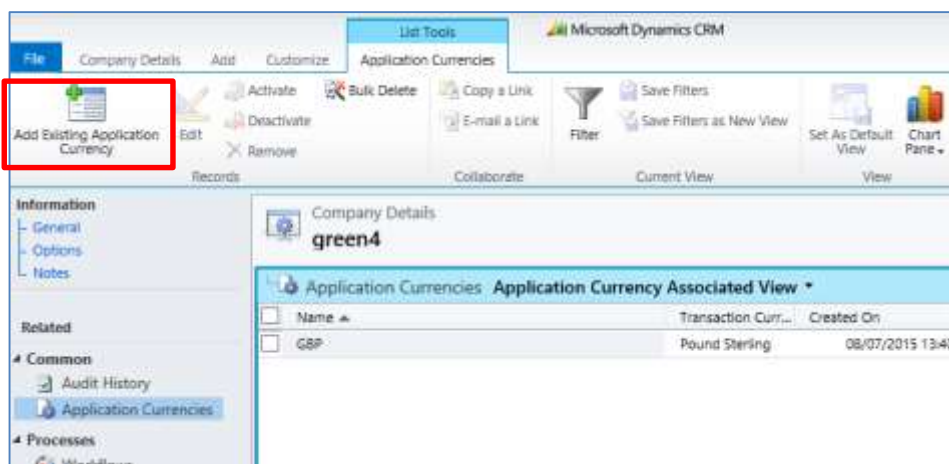 List Tools
Microsoft Dynamics CRM
File Company Details Add Customize Application Currencies
Add Existing Application Currency
Edit
Activate
Deactivate
Remove
Bulk Delete
Copy a Link
E-mail a Link
Filter
Save Filters
Save Filters as New View
Set As Default View
Chart Pane
Records Collaborate Current View View
Information
General
Options
Notes
Related
Common
Audit History
Application Currencies
Processes
Workflows
Company Details
green4
Application Currencies Application Currency Associated View
Name Transaction Curr... Created On
GBP Pound Sterling 08/07/2015 13:4